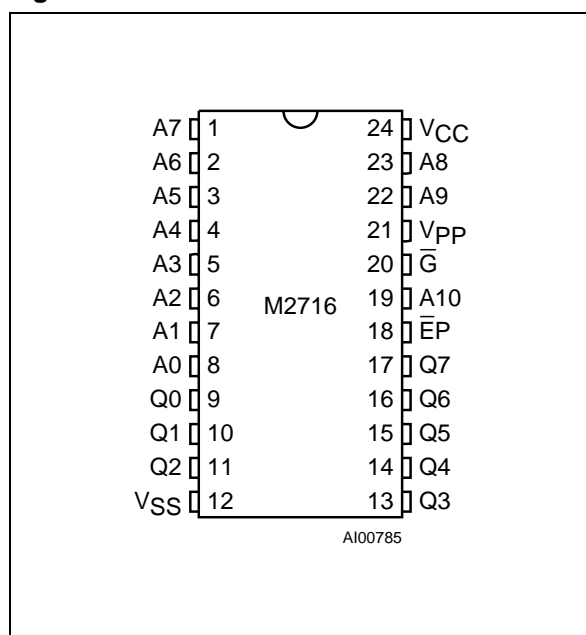 A7 1 24 VCC
A6 2 23 A8
A5 3 22 A9
A4 4 21 VPP
A3 5 20 G̅
A2 6 19 A10
M2716
A1 7 18 E̅P
A0 8 17 Q7
Q0 9 16 Q6
Q1 10 15 Q5
Q2 11 14 Q4
VSS 12 13 Q3
AI00785